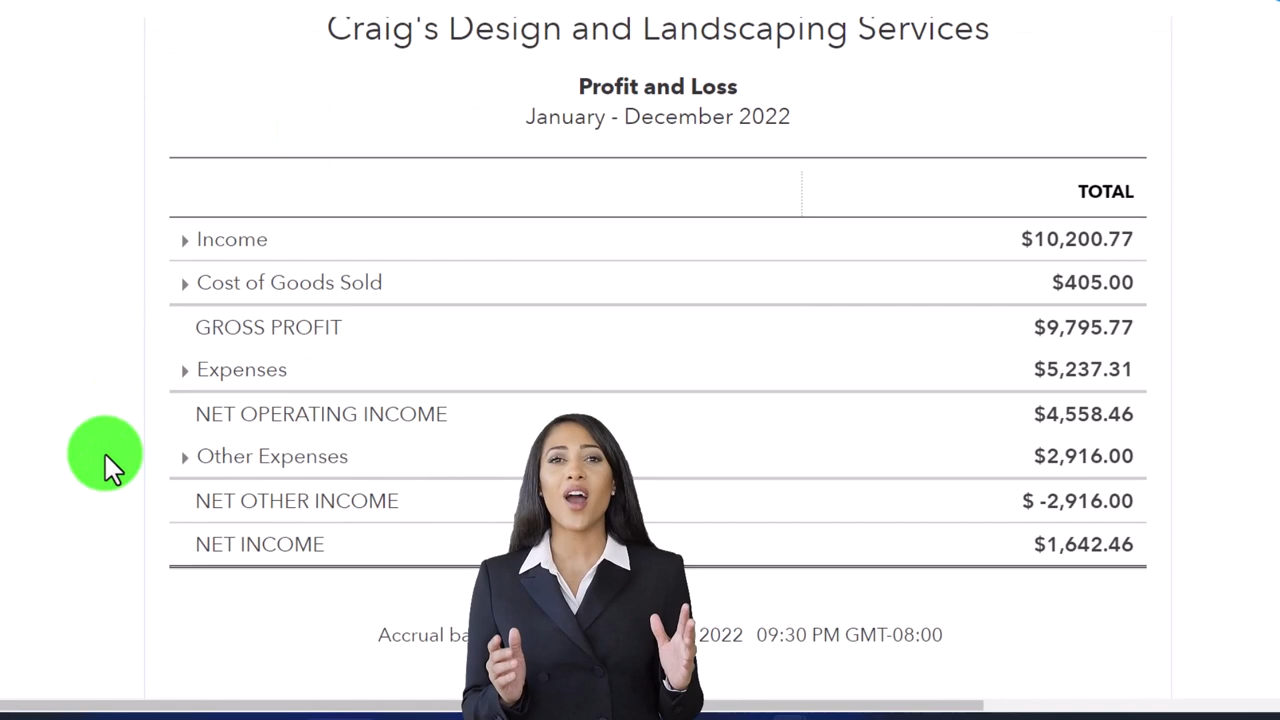 Craig's Design and Landscaping Services
Profit and Loss
January - December 2022
TOTAL
Income $10,200.77
Cost of Goods Sold $405.00
GROSS PROFIT $9,795.77
Expenses $5,237.31
NET OPERATING INCOME $4,558.46
Other Expenses $2,916.00
NET OTHER INCOME $ -2,916.00
NET INCOME $1,642.46
Accrual 2022 09:30 PM GMT-08:00